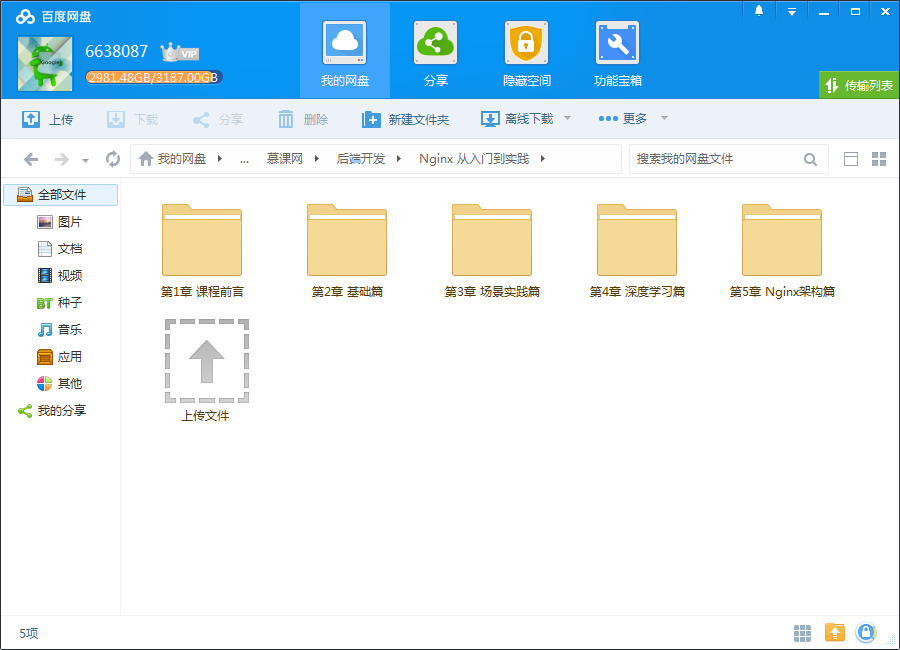 百度网盘
6638087 VIP
2981.48GB/3187.00GB
Google
我的网盘 分享 隐藏空间 功能宝箱
传输列表
上传 下载 分享 删除 新建文件夹 离线下载 更多
我的网盘 ... 慕课网 后端开发 Nginx 从入门到实践
搜索我的网盘文件
全部文件
图片
文档
视频
BT 种子
音乐
应用
其他
我的分享
第1章 课程前言 第2章 基础篇 第3章 场景实践篇 第4章 深度学习篇 第5章 Nginx架构篇
上传文件
5项